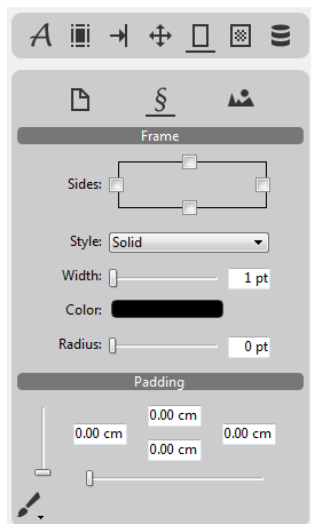 A
§
Frame
Sides:
Style: Solid
Width: 1 pt
Color:
Radius: 0 pt
Padding
0.00 cm
0.00 cm 0.00 cm
0.00 cm